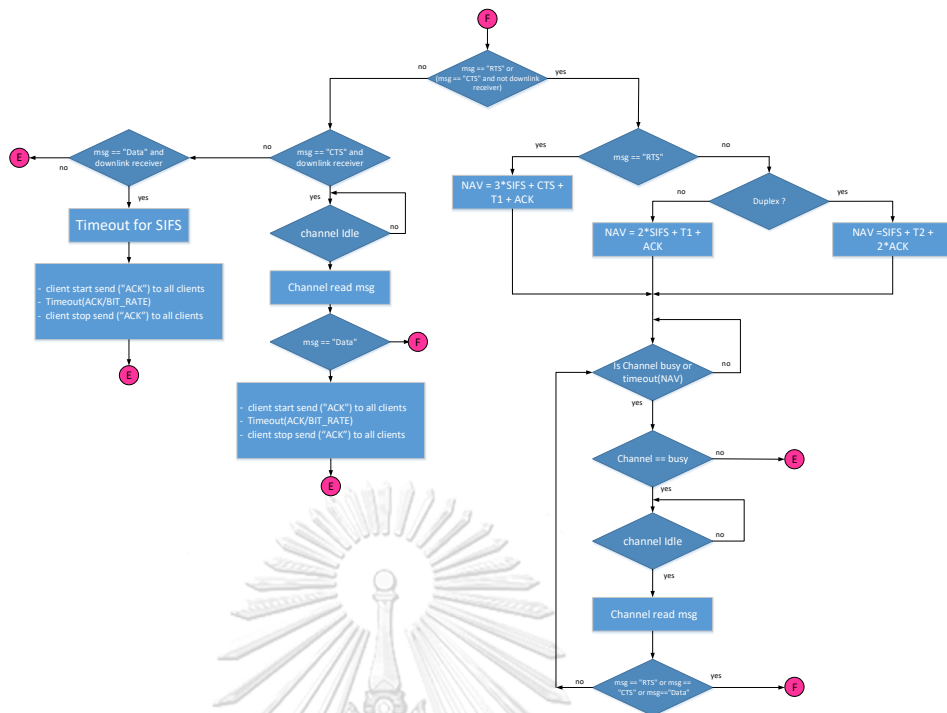 F
msg == "RTS" or
(msg == "CTS" and not downlink
receiver)
no
yes
msg == "Data" and
downlink receiver
E
no
no
yes
msg == "CTS" and
downlink receiver
yes
msg == "RTS"
yes
no
NAV = 3*SIFS + CTS +
T1 + ACK
Duplex ?
no
yes
Timeout for SIFS
channel Idle
no
NAV = 2*SIFS + T1 +
ACK
NAV =SIFS + T2 +
2*ACK
- client start send ("ACK") to all clients
- Timeout(ACK/BIT_RATE)
- client stop send ("ACK") to all clients
E
Channel read msg
msg == "Data"
F
- client start send ("ACK") to all clients
- Timeout(ACK/BIT_RATE)
- client stop send ("ACK") to all clients
E
Is Channel busy or
timeout(NAV)
no
yes
Channel == busy
no
E
yes
channel Idle
no
yes
Channel read msg
msg == "RTS" or msg ==
"CTS" or msg=="Data"
no
yes
F